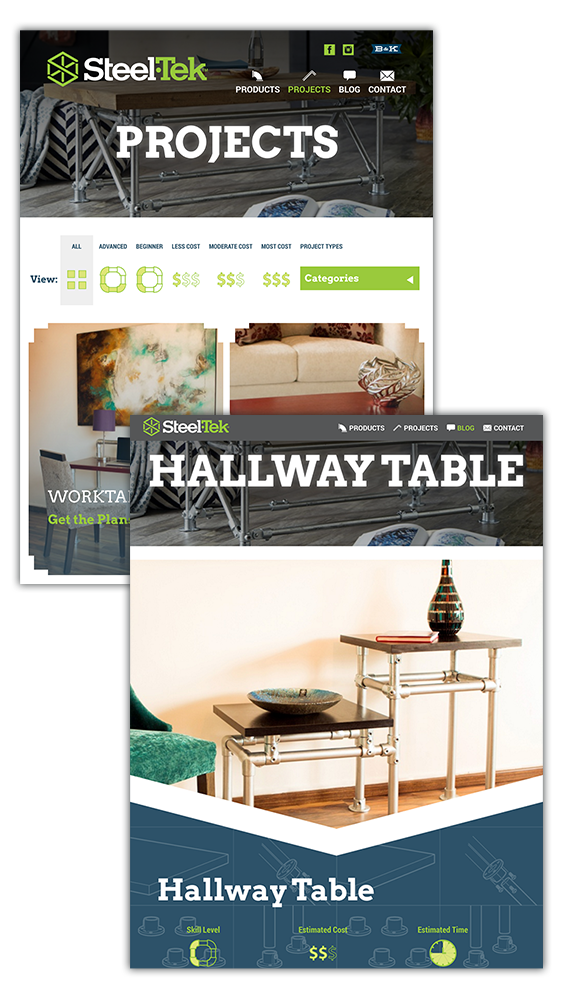 B&K
Steel-Tek
PRODUCTS PROJECTS BLOG CONTACT
PROJECTS
ALL ADVANCED BEGINNER LESS COST MODERATE COST MOST COST PROJECT TYPES
View: $$$ $$$ $$$ Categories
WORKTA
Get the Plan
Steel-Tek PRODUCTS PROJECTS BLOG CONTACT
HALLWAY TABLE
Hallway Table
Skill Level Estimated Cost Estimated Time
$$$